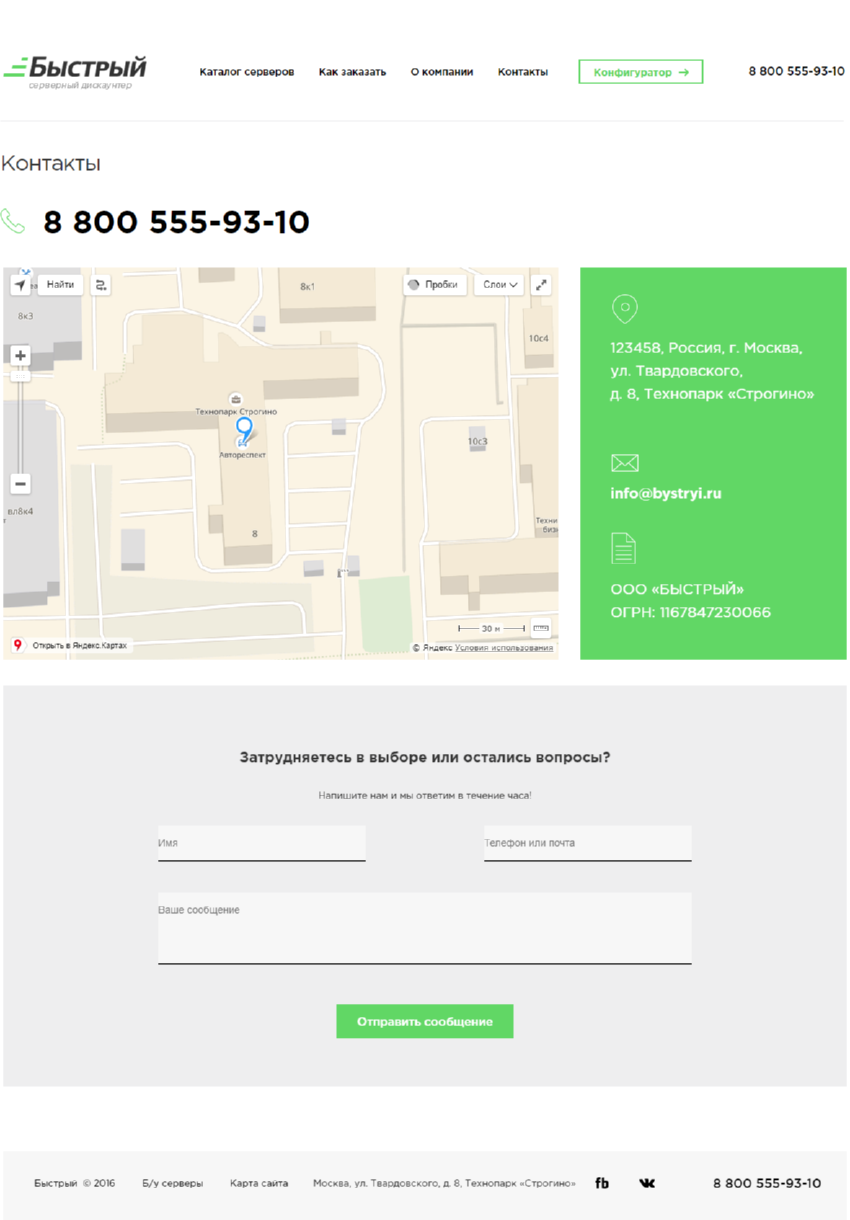 Быстрый
серверный дискаунтер
Каталог серверов
Как заказать
О компании
Контакты
Конфигуратор →
8 800 555-93-10
Контакты
8 800 555-93-10
Найти
Пробки
Слои
8к1
8к3
10с4
Технопарк Строгино
Автореспект
10с3
вл8к4
8
Техни
бизн
30 м
Открыть в Яндекс.Картах
© Яндекс Условия использования
123458, Россия, г. Москва,
ул. Твардовского,
д. 8, Технопарк «Строгино»
info@bystryi.ru
ООО «БЫСТРЫЙ»
ОГРН: 1167847230066
Затрудняетесь в выборе или остались вопросы?
Напишите нам и мы ответим в течение часа!
Имя
Телефон или почта
Ваше сообщение
Отправить сообщение
Быстрый © 2016
Б/у серверы
Карта сайта
Москва, ул. Твардовского, д. 8, Технопарк «Строгино»
fb
8 800 555-93-10